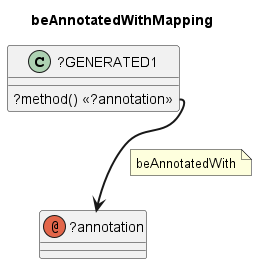 beAnnotatedWithMapping
C ?GENERATED1
?method() «?annotation»
beAnnotatedWith
@ ?annotation